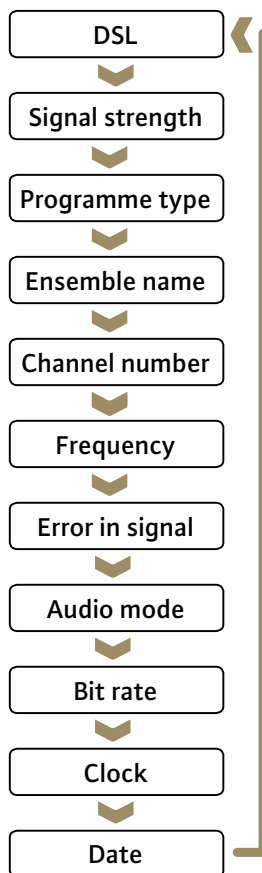 DSL
Signal strength
Programme type
Ensemble name
Channel number
Frequency
Error in signal
Audio mode
Bit rate
Clock
Date